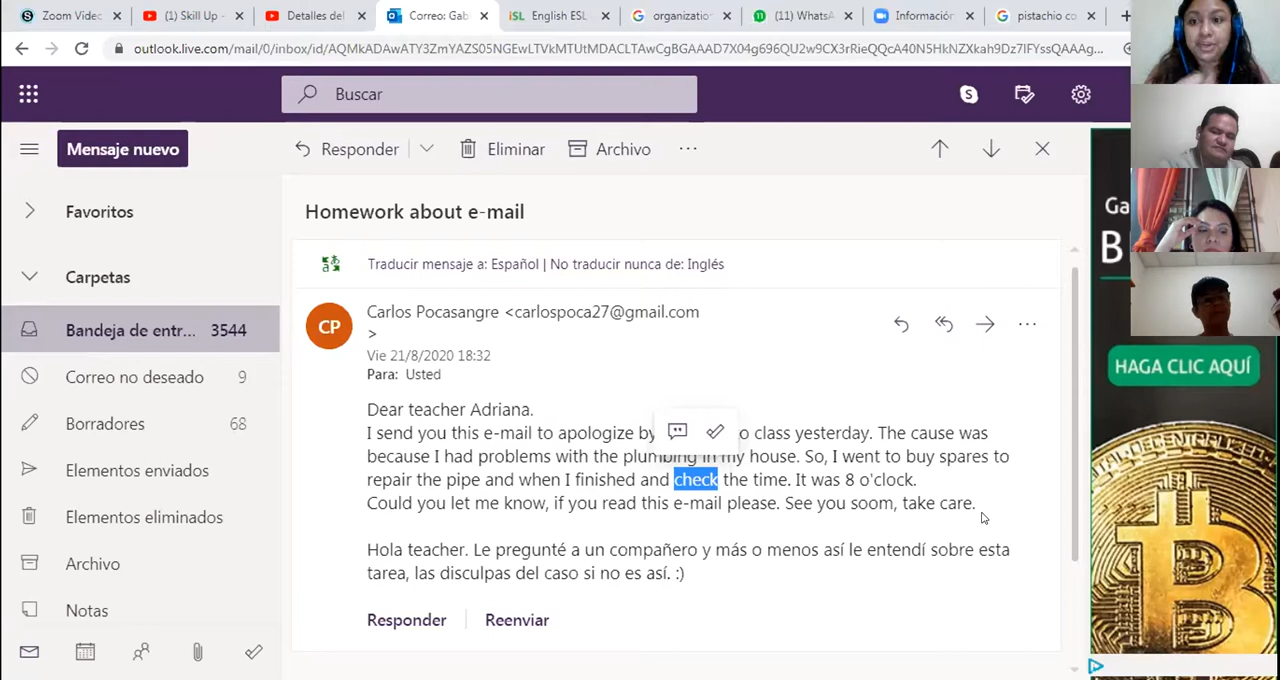 Zoom Video
(1) Skill Up -
Detalles del
Correo: Gab
iSL English ESL
organizatio
(11) WhatsA
Informació
pistachio co
outlook.live.com/mail/0/inbox/id/
Buscar
Mensaje nuevo
Responder
Eliminar
Archivo
Favoritos
Homework about e-mail
Carpetas
Traducir mensaje a: Español | No traducir nunca de: Inglés
Bandeja de entr... 3544
CP
Carlos Pocasangre <carlospoca27@gmail.com
>
Vie 21/8/2020 18:32
Para: Usted
Correo no deseado 9
Borradores 68
Elementos enviados
Elementos eliminados
Archivo
Notas
Dear teacher Adriana.
I send you this e-mail to apologize by o class yesterday. The cause was
because I had problems with the plumbing in my house. So, I went to buy spares to
repair the pipe and when I finished and check the time. It was 8 o'clock.
Could you let me know, if you read this e-mail please. See you soom, take care.
Hola teacher. Le pregunté a un compañero y más o menos así le entendí sobre esta
tarea, las disculpas del caso si no es así. :)
Responder
Reenviar
Ga
B
HAGA CLIC AQUÍ